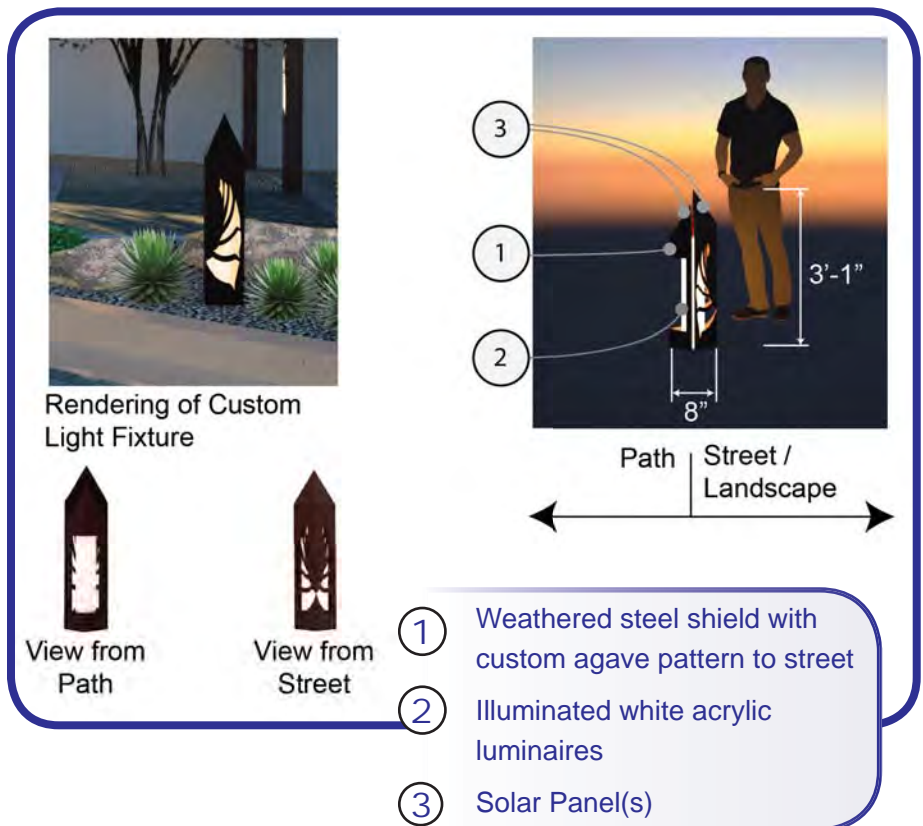 3
1
2
3’-1”
8”
Rendering of Custom
Light Fixture
Path
Street /
Landscape
View from
Path
View from
Street
1 Weathered steel shield with
custom agave pattern to street
2 Illuminated white acrylic
luminaires
3 Solar Panel(s)